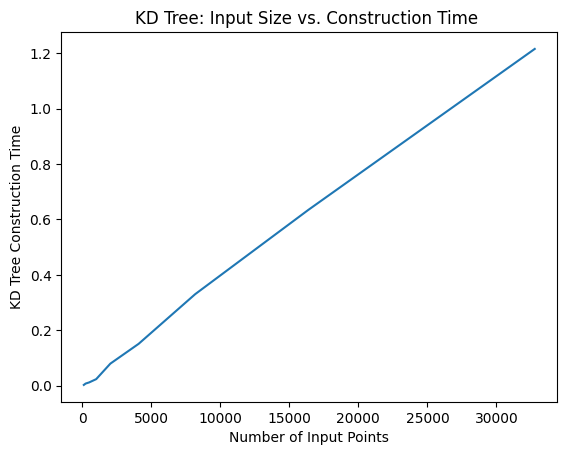 KD Tree: Input Size vs. Construction Time
KD Tree Construction Time
1.2
1.0
0.8
0.6
0.4
0.2
0.0
0 5000 10000 15000 20000 25000 30000
Number of Input Points